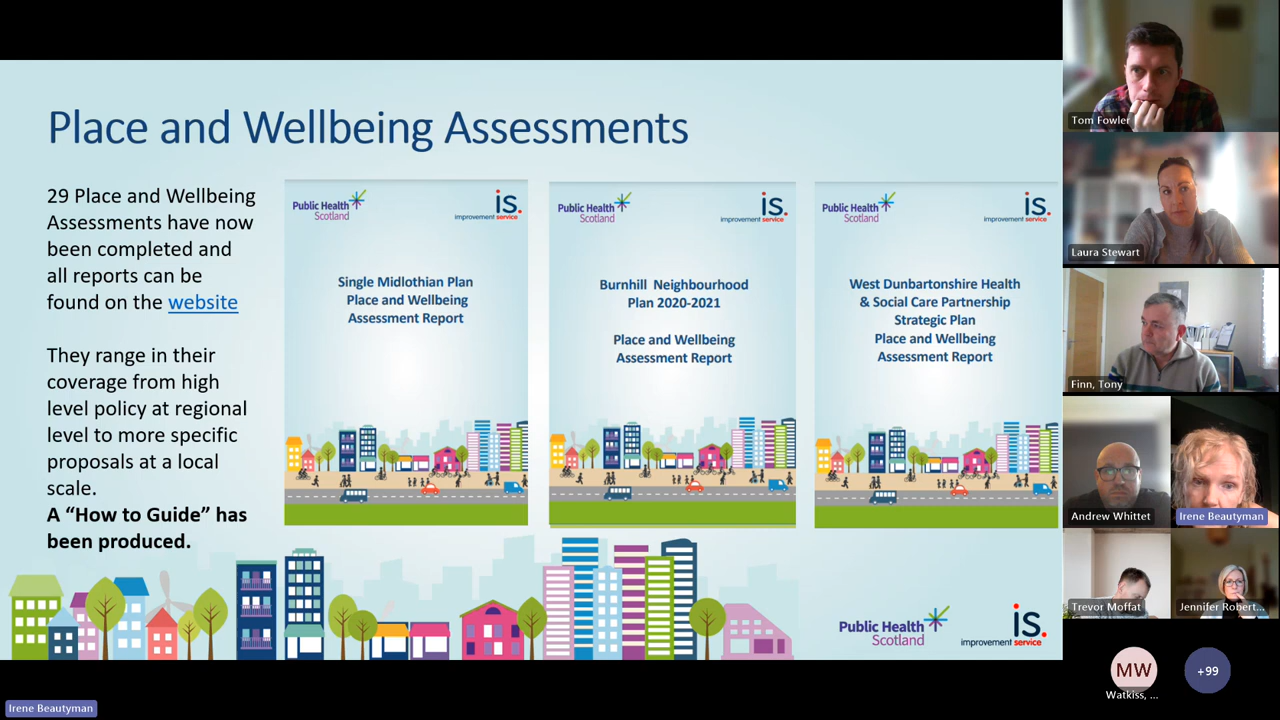 Place and Wellbeing Assessments
29 Place and Wellbeing
Assessments have now
been completed and
all reports can be
found on the website
They range in their
coverage from high
level policy at regional
level to more specific
proposals at a local
scale.
A “How to Guide” has
been produced.
Public Health
Scotland
is.
improvement service
Single Midlothian Plan
Place and Wellbeing
Assessment Report
Public Health
Scotland
is.
improvement service
Burnhill Neighbourhood
Plan 2020-2021
Place and Wellbeing
Assessment Report
Public Health
Scotland
is.
improvement service
West Dunbartonshire Health
& Social Care Partnership
Strategic Plan
Place and Wellbeing
Assessment Report
Public Health
Scotland
is.
improvement service
Tom Fowler
Laura Stewart
Finn, Tony
Andrew Whittet
Irene Beautyman
Trevor Moffat
Jennifer Robert...
MW
Watkiss, ...
+99
Irene Beautyman